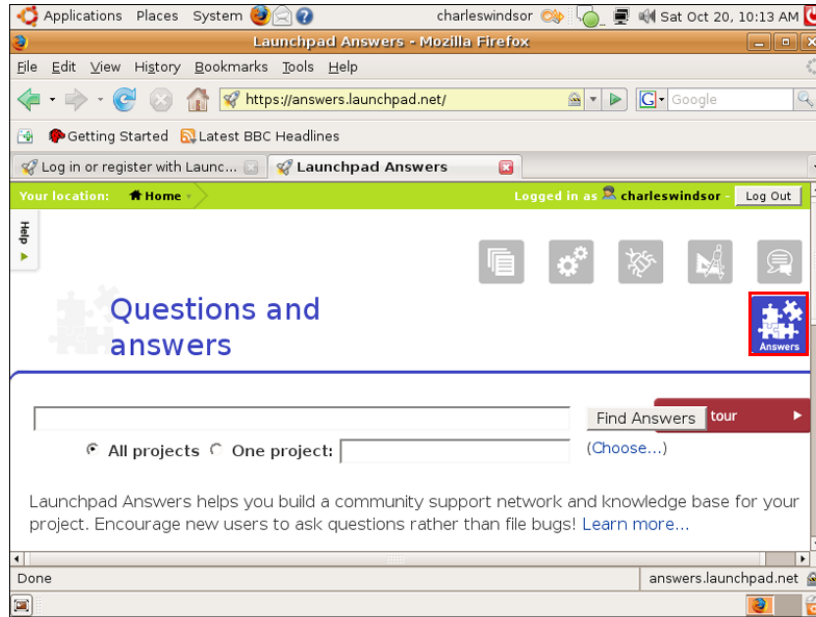 Applications Places System charleswindsor Sat Oct 20, 10:13 AM
Launchpad Answers - Mozilla Firefox
File Edit View History Bookmarks Tools Help
https://answers.launchpad.net/ G Google
Getting Started Latest BBC Headlines
Log in or register with Launc... Launchpad Answers
Your location: Home Logged in as charleswindsor - Log Out
Help
Questions and
answers
Answers
Find Answers tour
All projects One project: (Choose...)
Launchpad Answers helps you build a community support network and knowledge base for your
project. Encourage new users to ask questions rather than file bugs! Learn more...
Done answers.launchpad.net